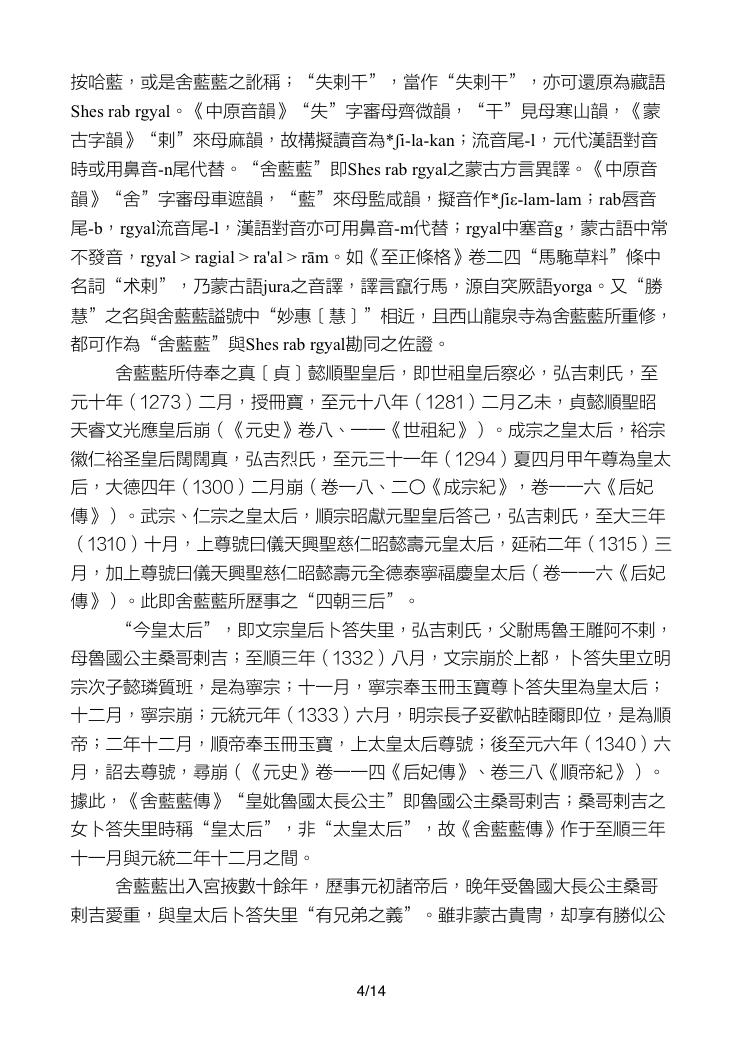 按哈藍，或是舍藍藍之訛稱；“失剌千”，當作“失剌干”，亦可還原為藏語
Shes rab rgyal。《中原音韻》“失”字審母齊微韻，“干”見母寒山韻，《蒙
古字韻》“剌”來母麻韻，故構擬讀音為*ʃi-la-kan；流音尾-l，元代漢語對音
時或用鼻音-n尾代替。“舍藍藍”即Shes rab rgyal之蒙古方言異譯。《中原音
韻》“舍”字審母車遮韻，“藍”來母監咸韻，擬音作*ʃiɛ-lam-lam；rab唇音
尾-b，rgyal流音尾-l，漢語對音亦可用鼻音-m代替；rgyal中塞音g，蒙古語中常
不發音，rgyal > ragial > ra'al > rām。如《至正條格》卷二四“馬駞草料”條中
名詞“术剌”，乃蒙古語jura之音譯，譯言竄行馬，源自突厥語yorga。又“勝
慧”之名與舍藍藍謚號中“妙惠［慧］”相近，且西山龍泉寺為舍藍藍所重修，
都可作為“舍藍藍”與Shes rab rgyal勘同之佐證。
舍藍藍所侍奉之真［貞］懿順聖皇后，即世祖皇后察必，弘吉剌氏，至
元十年（1273）二月，授冊寶，至元十八年（1281）二月乙未，貞懿順聖昭
天睿文光應皇后崩（《元史》卷八、一一《世祖紀》）。成宗之皇太后，裕宗
徽仁裕圣皇后闊闊真，弘吉烈氏，至元三十一年（1294）夏四月甲午尊為皇太
后，大德四年（1300）二月崩（卷一八、二〇《成宗紀》，卷一一六《后妃
傳》）。武宗、仁宗之皇太后，順宗昭獻元聖皇后答己，弘吉剌氏，至大三年
（1310）十月，上尊號曰儀天興聖慈仁昭懿壽元皇太后，延祐二年（1315）三
月，加上尊號曰儀天興聖慈仁昭懿壽元全德泰寧福慶皇太后（卷一一六《后妃
傳》）。此即舍藍藍所歷事之“四朝三后”。
“今皇太后”，即文宗皇后卜答失里，弘吉剌氏，父駙馬魯王雕阿不剌，
母魯國公主桑哥剌吉；至順三年（1332）八月，文宗崩於上都，卜答失里立明
宗次子懿璘質班，是為寧宗；十一月，寧宗奉玉冊玉寶尊卜答失里為皇太后；
十二月，寧宗崩；元統元年（1333）六月，明宗長子妥歡帖睦爾即位，是為順
帝；二年十二月，順帝奉玉冊玉寶，上太皇太后尊號；後至元六年（1340）六
月，詔去尊號，尋崩（《元史》卷一一四《后妃傳》、卷三八《順帝紀》）。
據此，《舍藍藍傳》“皇妣魯國太長公主”即魯國公主桑哥剌吉；桑哥剌吉之
女卜答失里時稱“皇太后”，非“太皇太后”，故《舍藍藍傳》作于至順三年
十一月與元統二年十二月之間。
舍藍藍出入宮掖數十餘年，歷事元初諸帝后，晚年受魯國大長公主桑哥
剌吉愛重，與皇太后卜答失里“有兄弟之義”。雖非蒙古貴冑，却享有勝似公
4/14